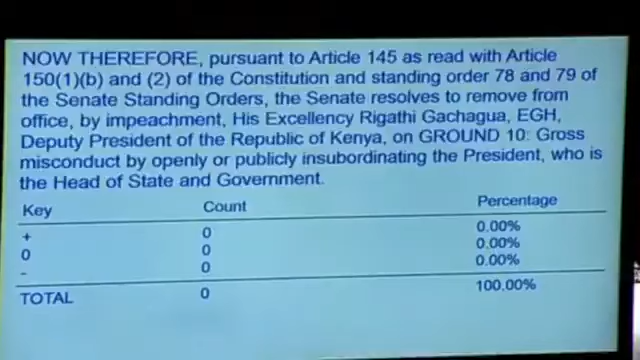 NOW THEREFORE, pursuant to Article 145 as read with Article
150(1)(b) and (2) of the Constitution and standing order 78 and 79 of
the Senate Standing Orders, the Senate resolves to remove from
office, by impeachment, His Excellency Rigathi Gachagua, EGH,
Deputy President of the Republic of Kenya, on GROUND 10: Gross
misconduct by openly or publicly insubordinating the President, who is
the Head of State and Government.
Key Count Percentage
+ 0 0.00%
0 0 0.00%
- 0 0.00%
TOTAL 0 100.00%